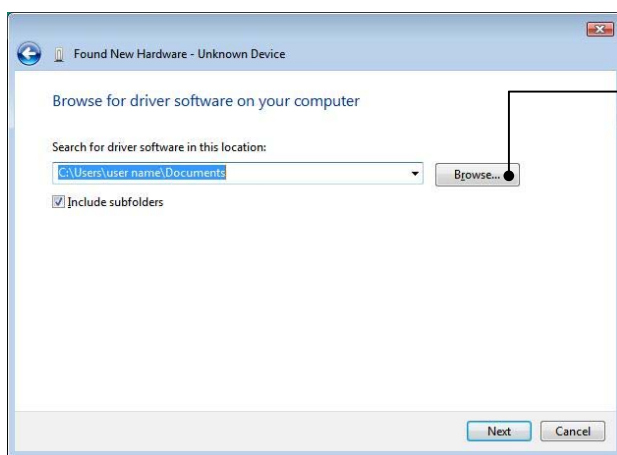 Found New Hardware - Unknown Device
Browse for driver software on your computer
Search for driver software in this location:
C:\Users\user name\Documents
Browse...
Include subfolders
Next
Cancel